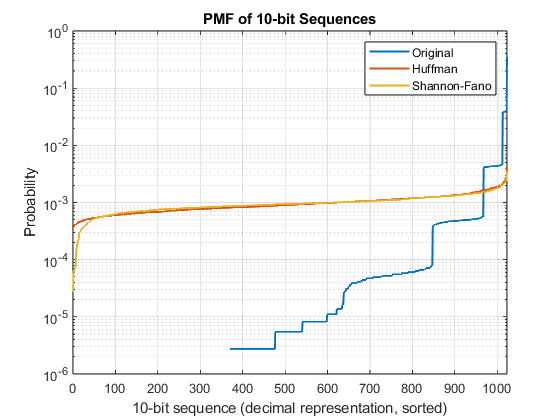 PMF of 10-bit Sequences
Original
Huffman
Shannon-Fano
Probability
10^0
10^-1
10^-2
10^-3
10^-4
10^-5
10^-6
0 100 200 300 400 500 600 700 800 900 1000
10-bit sequence (decimal representation, sorted)